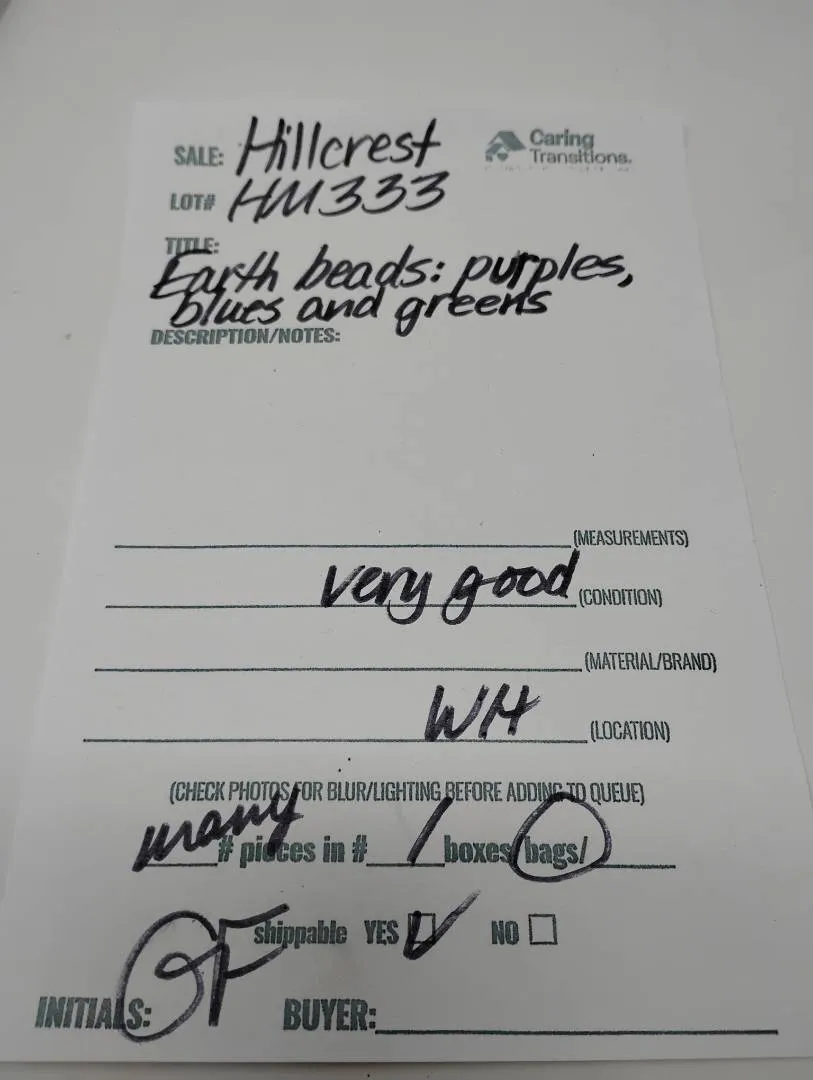 SALE: Hillcrest
Caring
Transitions.
LOT# HM333
TITLE:
Earth beads: purples,
blues and greens
DESCRIPTION/NOTES:
(MEASUREMENTS)
very good (CONDITION)
(MATERIAL/BRAND)
WH (LOCATION)
(CHECK PHOTOS FOR BLUR/LIGHTING BEFORE ADDING TO QUEUE)
many # pieces in # 1 boxes/bags/
shippable YES NO
INITIALS: GF BUYER: